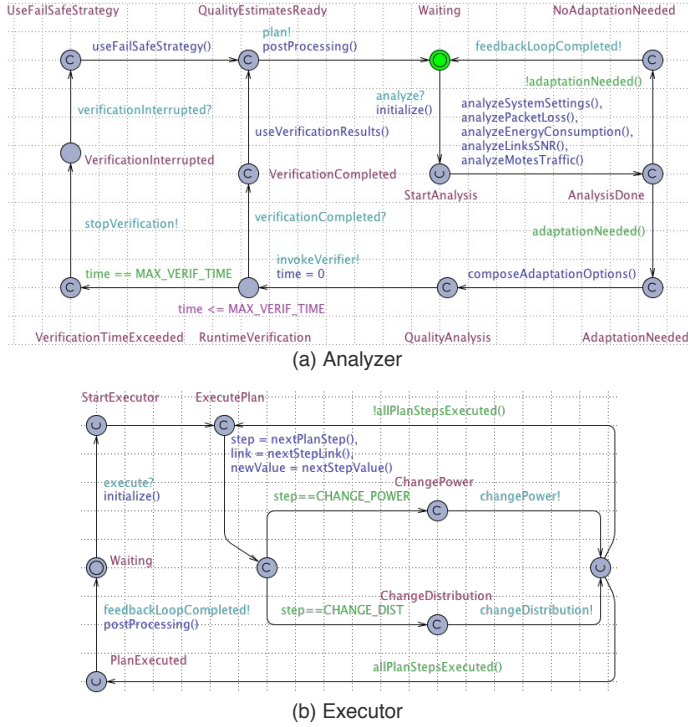 UseFailSafeStrategy QualityEstimatesReady Waiting NoAdaptationNeeded
plan!
useFailSafeStrategy() postProcessing() feedbackLoopCompleted!
C C C
!adaptationNeeded()
analyze?
verificationInterrupted? initialize() analyzeSystemSettings(),
analyzePacketLoss(),
useVerificationResults() analyzeEnergyConsumption(),
analyzeLinksSNR(),
VerificationInterrupted analyzeMotesTraffic()
C VerificationCompleted U C
StartAnalysis AnalysisDone
stopVerification! verificationCompleted?
adaptationNeeded()
invokeVerifier!
time == MAX_VERIF_TIME time = 0 composeAdaptationOptions()
C C C
time <= MAX_VERIF_TIME
VerificationTimeExceeded RuntimeVerification QualityAnalysis AdaptationNeeded
(a) Analyzer
StartExecutor ExecutePlan
!allPlanStepsExecuted()
U C
step = nextPlanStep(),
link = nextStepLink(),
newValue = nextStepValue()
execute? ChangePower
initialize() step==CHANGE_POWER changePower!
C
Waiting
C U
ChangeDistribution
feedbackLoopCompleted! step==CHANGE_DIST changeDistribution!
postProcessing() C
PlanExecuted allPlanStepsExecuted()
U
(b) Executor